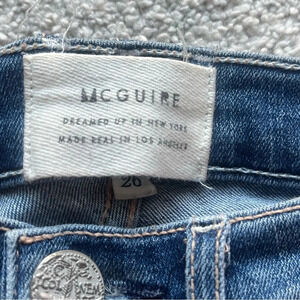 MCGUIRE
DREAMED UP IN NEW YORK
MADE REAL IN LOS ANGELES
26